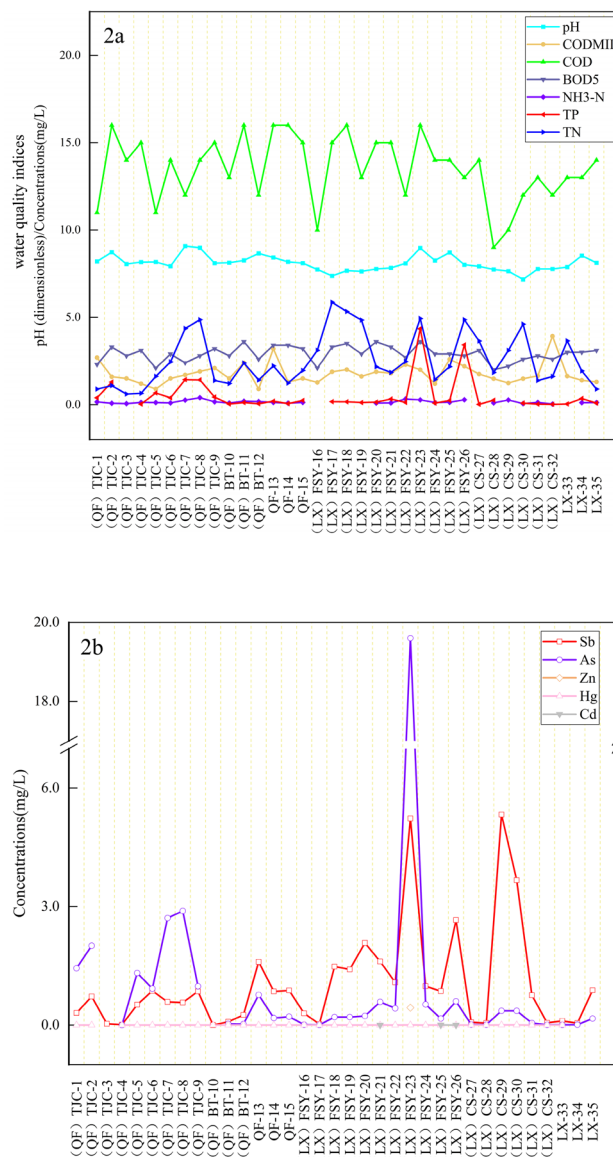 2a
pH
CODMII
COD
BOD5
NH3-N
TP
TN
20.0
15.0
10.0
5.0
0.0
water quality indices
pH (dimensionless)/Concentrations(mg/L)
(QF) TJC-1
(QF) TJC-2
(QF) TJC-3
(QF) TJC-4
(QF) TJC-5
(QF) TJC-6
(QF) TJC-7
(QF) TJC-8
(QF) TJC-9
(QF) BT-10
(QF) BT-11
(QF) BT-12
QF-13
QF-14
QF-15
(LX) FSY-16
(LX) FSY-17
(LX) FSY-18
(LX) FSY-19
(LX) FSY-20
(LX) FSY-21
(LX) FSY-22
(LX) FSY-23
(LX) FSY-24
(LX) FSY-25
(LX) FSY-26
(LX) CS-27
(LX) CS-28
(LX) CS-29
(LX) CS-30
(LX) CS-31
(LX) CS-32
LX-33
LX-34
LX-35
2b
Sb
As
Zn
Hg
Cd
20.0
18.0
6.0
3.0
0.0
Concentrations(mg/L)
(QF) TJC-1
(QF) TJC-2
(QF) TJC-3
(QF) TJC-4
(QF) TJC-5
(QF) TJC-6
(QF) TJC-7
(QF) TJC-8
(QF) TJC-9
(QF) BT-10
(QF) BT-11
(QF) BT-12
QF-13
QF-14
QF-15
LX) FSY-16
LX) FSY-17
LX) FSY-18
LX) FSY-19
LX) FSY-20
LX) FSY-21
LX) FSY-22
LX) FSY-23
LX) FSY-24
LX) FSY-25
LX) FSY-26
(LX) CS-27
(LX) CS-28
(LX) CS-29
(LX) CS-30
(LX) CS-31
(LX) CS-32
LX-33
LX-34
LX-35